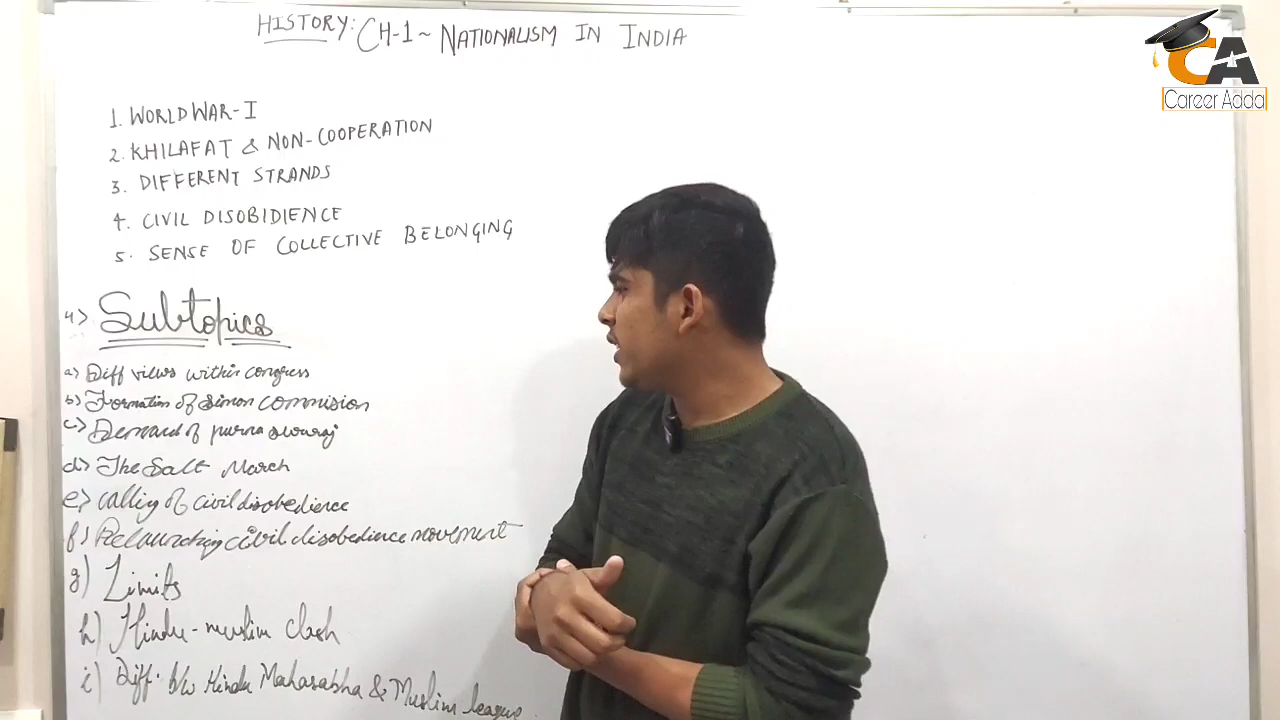 HISTORY: CH-1~ NATIONALISM IN INDIA
CA
Career Adda
1. WORLD WAR-I
2. KHILAFAT & NON-COOPERATION
3. DIFFERENT STRANDS
4. CIVIL DISOBIDIENCE
5. SENSE OF COLLECTIVE BELONGING
4> Subtopics
a> Diff views within congress
b> Formation of Simon Commision
c> Demand of purna swaraj
d> The Salt March
e> Calling of civil disobedience
f) Relaunching civil disobedience movement
g) Limits
h) Hindu-muslim clash
i) Diff. b/w Hindu Mahasabha & Muslim league.